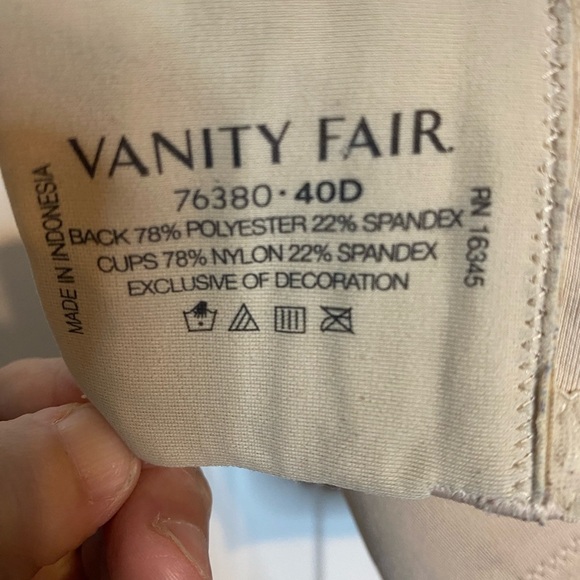 VANITY FAIR.
76380 · 40D
BACK 78% POLYESTER 22% SPANDEX
CUPS 78% NYLON 22% SPANDEX
EXCLUSIVE OF DECORATION
MADE IN INDONESIA
RN 16345